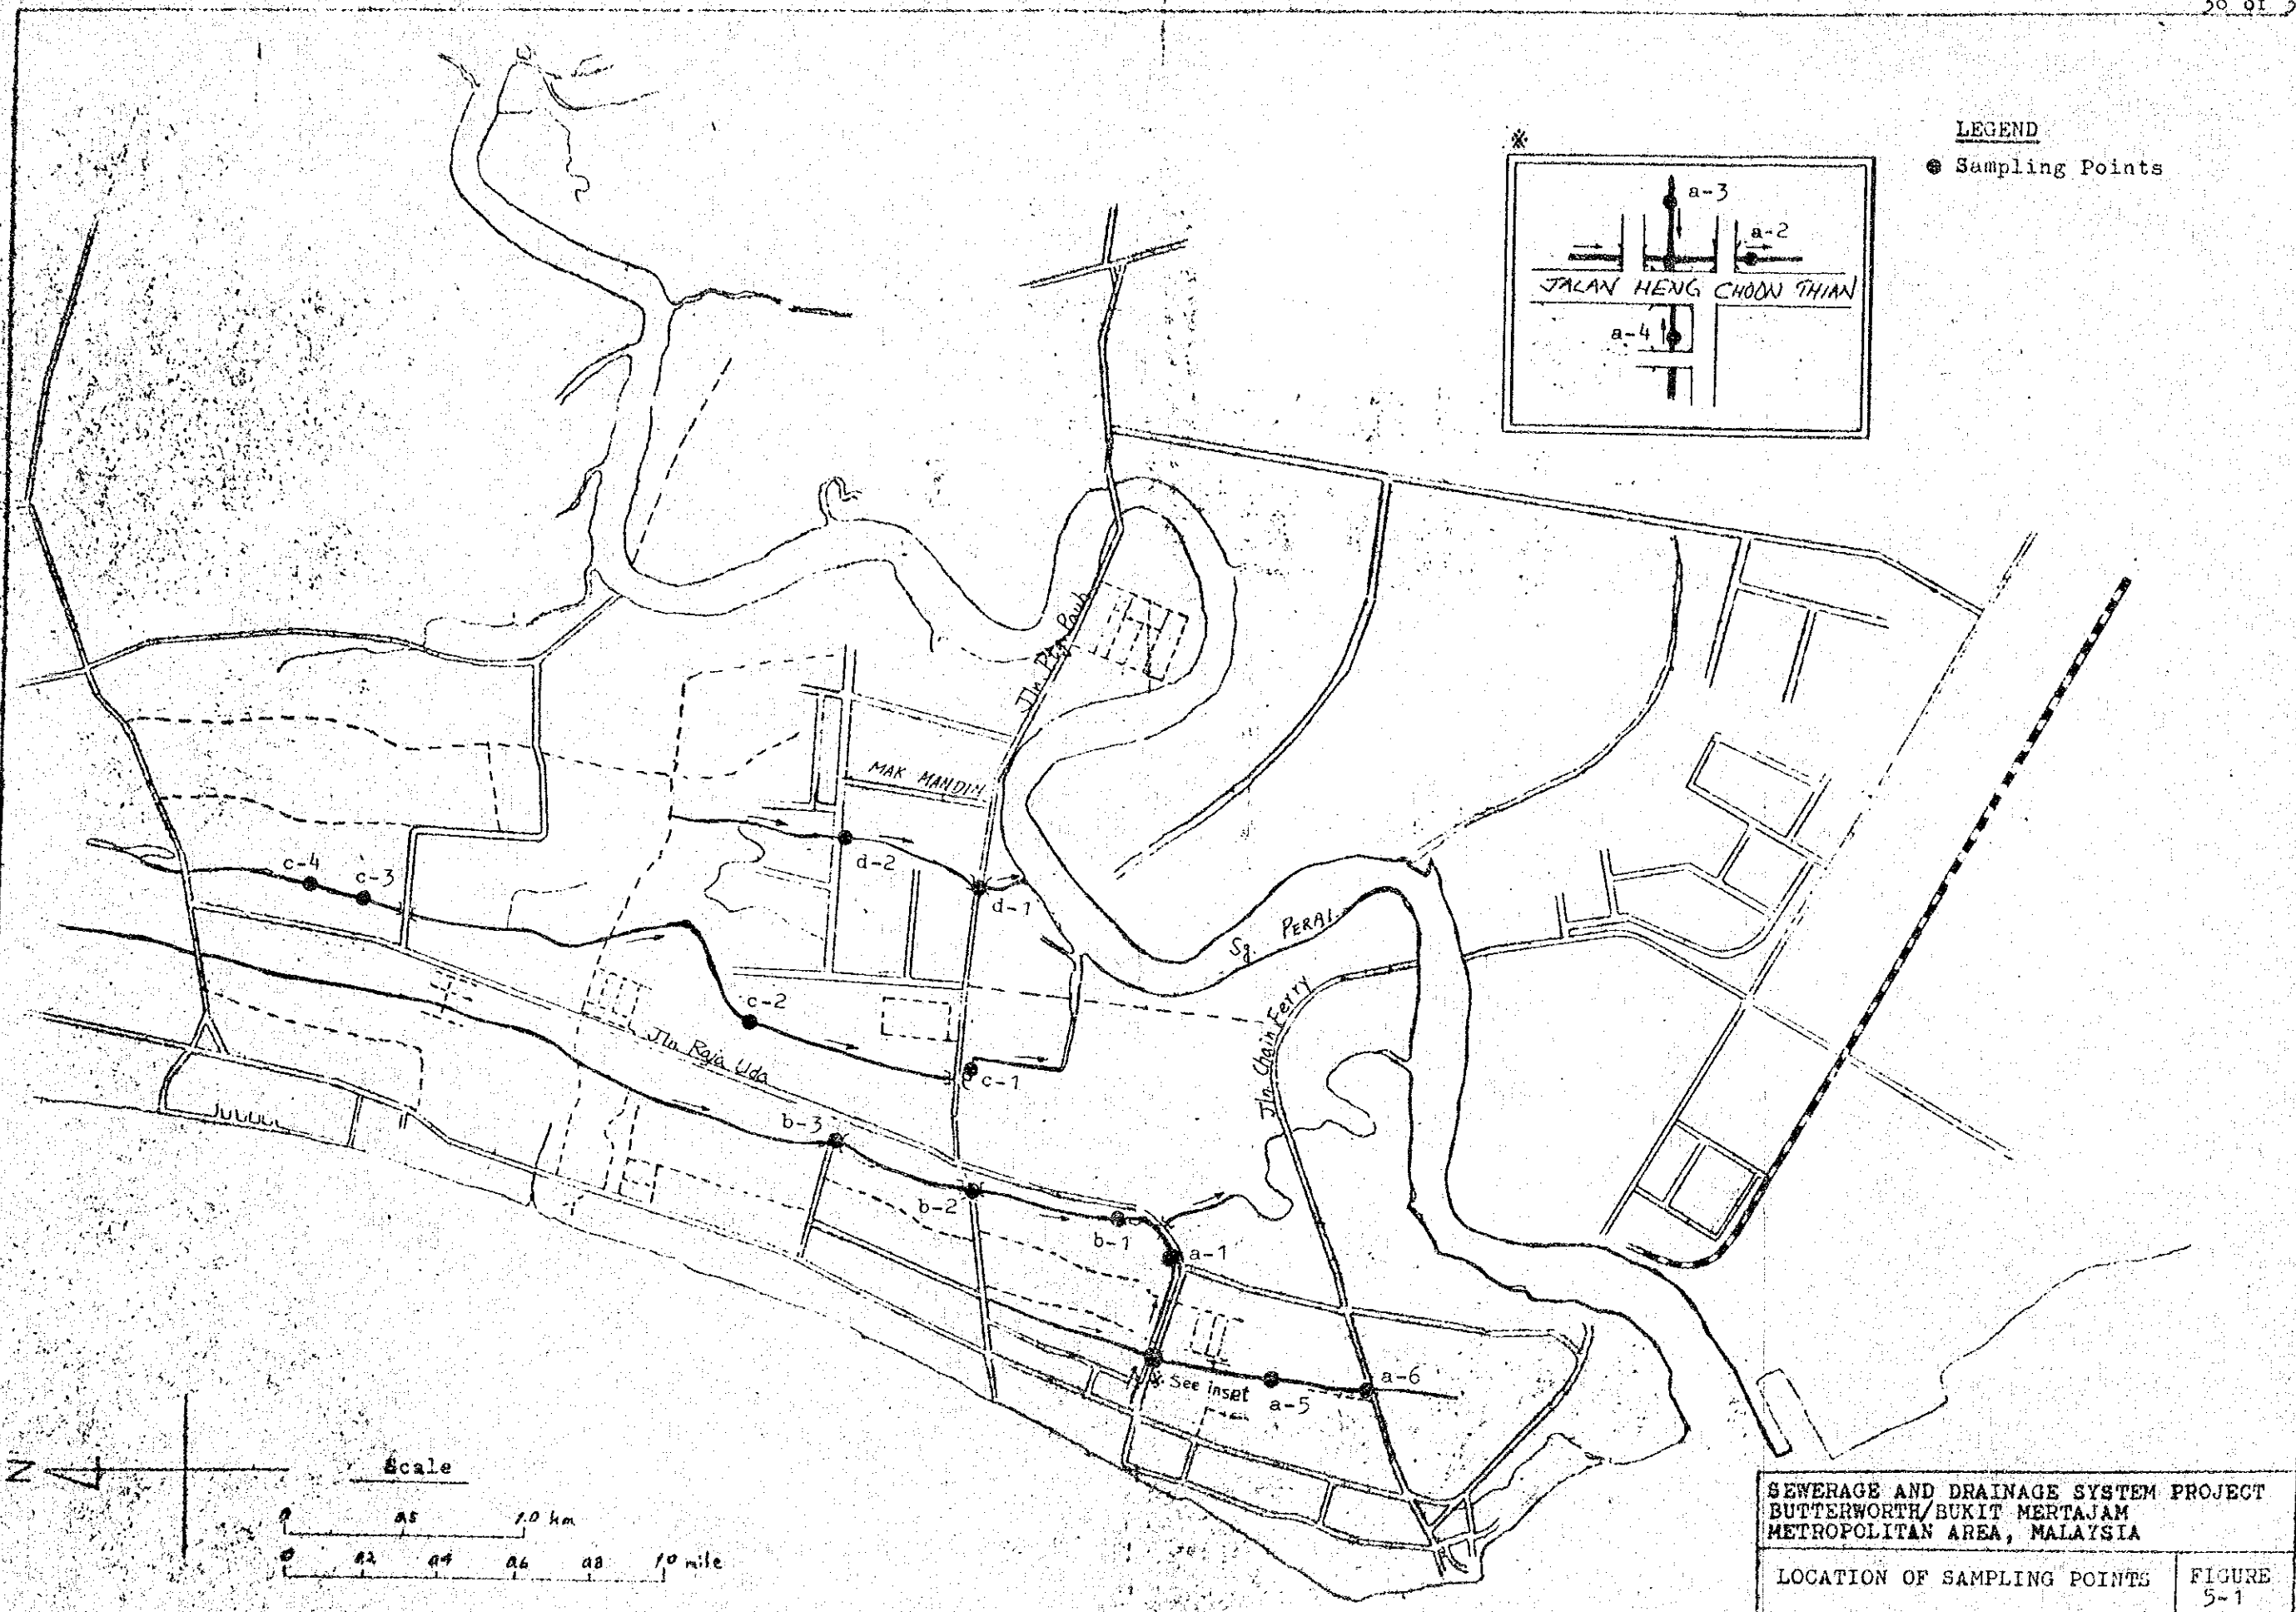 LEGEND
Sampling Points
※
a-3
a-2
JALAN HENG CHOON THIAN
a-4
Jln Ptg Pauh
MAK MANDIN
c-4
c-3
d-2
d-1
Sg. PERAI
c-2
Jln Raja Uda
c-1
Jln Chain Ferry
b-3
b-2
b-1
a-1
※ See inset
a-5
a-6
N
Scale
0 0.5 1.0 km
0 0.2 0.4 0.6 0.8 1.0 mile
SEWERAGE AND DRAINAGE SYSTEM PROJECT
BUTTERWORTH/BUKIT MERTAJAM
METROPOLITAN AREA, MALAYSIA
LOCATION OF SAMPLING POINTS
FIGURE
5-1